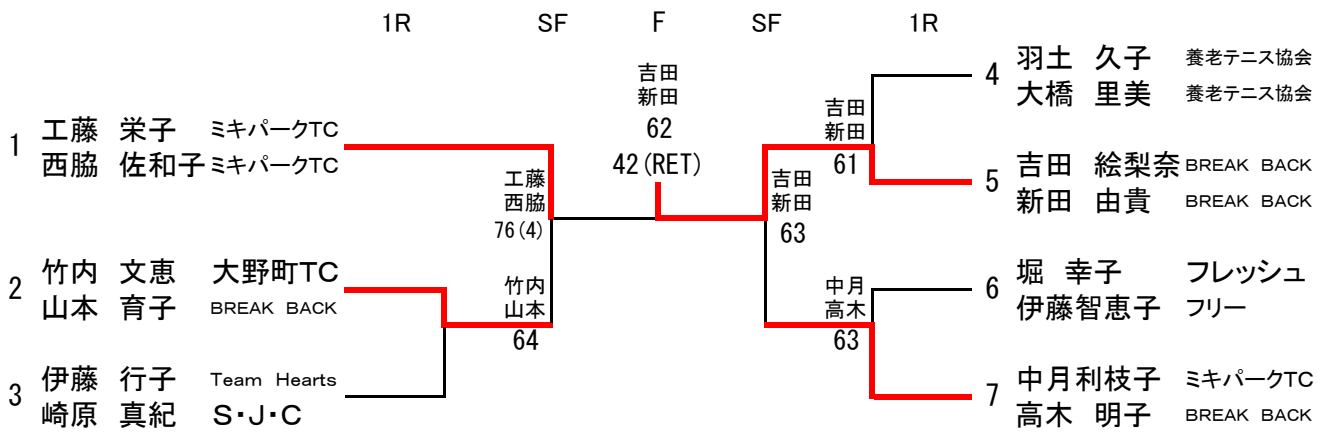 1R SF F SF 1R
1 工藤 栄子 ミキパークTC
西脇 佐和子 ミキパークTC
2 竹内 文恵 大野町TC
山本 育子 BREAK BACK
3 伊藤 行子 Team Hearts
崎原 真紀 S・J・C
工藤
西脇
76(4)
竹内
山本
64
吉田
新田
62
42(RET)
吉田
新田
63
吉田
新田
61
中月
高木
63
4 羽土 久子 養老テニス協会
大橋 里美 養老テニス協会
5 吉田 絵梨奈 BREAK BACK
新田 由貴 BREAK BACK
6 堀 幸子 フレッシュ
伊藤智恵子 フリー
7 中月利枝子 ミキパークTC
高木 明子 BREAK BACK